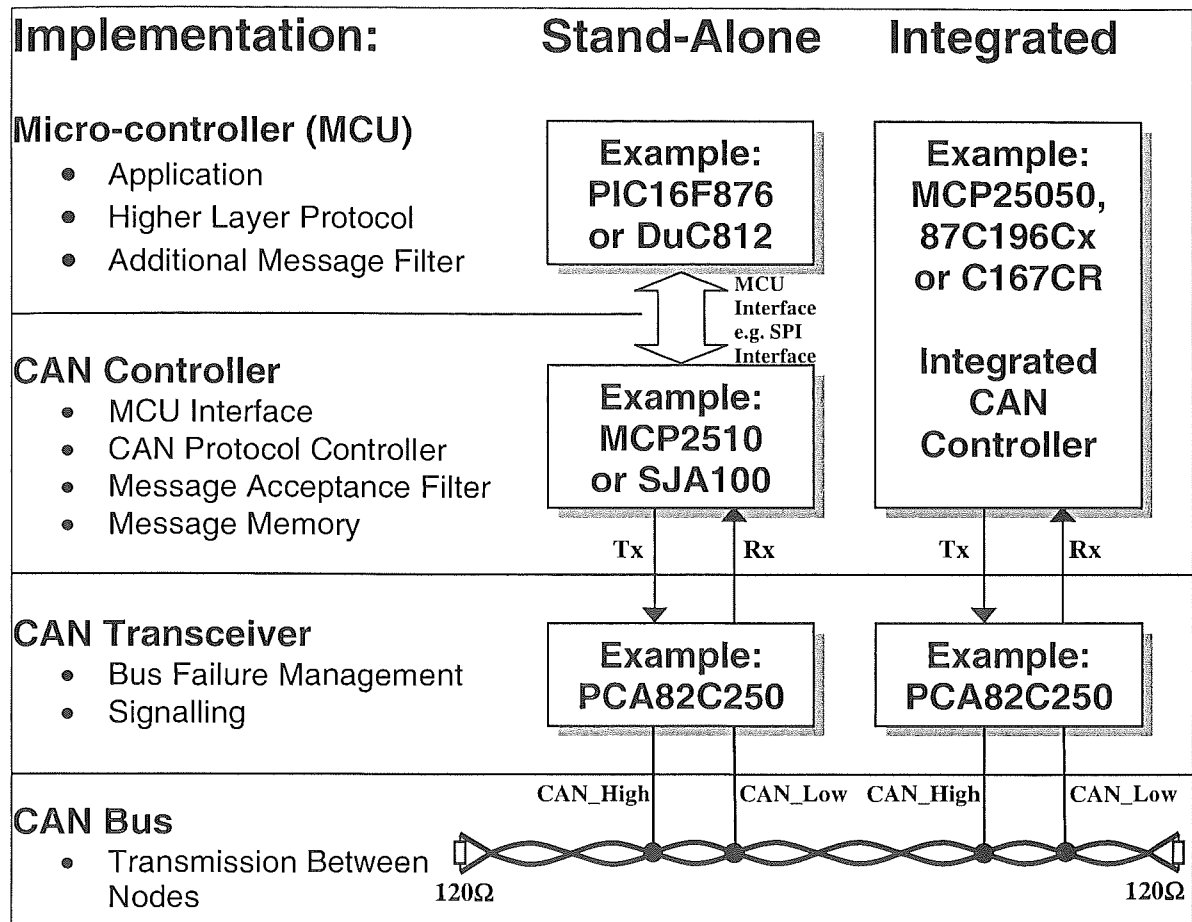 Implementation: Stand-Alone Integrated
Micro-controller (MCU)
• Application
• Higher Layer Protocol
• Additional Message Filter
Example:
PIC16F876
or DuC812
Example:
MCP25050,
87C196Cx
or C167CR
Integrated
CAN
Controller
MCU
Interface
e.g. SPI
Interface
CAN Controller
• MCU Interface
• CAN Protocol Controller
• Message Acceptance Filter
• Message Memory
Example:
MCP2510
or SJA100
Tx Rx Tx Rx
CAN Transceiver
• Bus Failure Management
• Signalling
Example:
PCA82C250
Example:
PCA82C250
CAN_High CAN_Low CAN_High CAN_Low
CAN Bus
• Transmission Between
Nodes
120Ω 120Ω